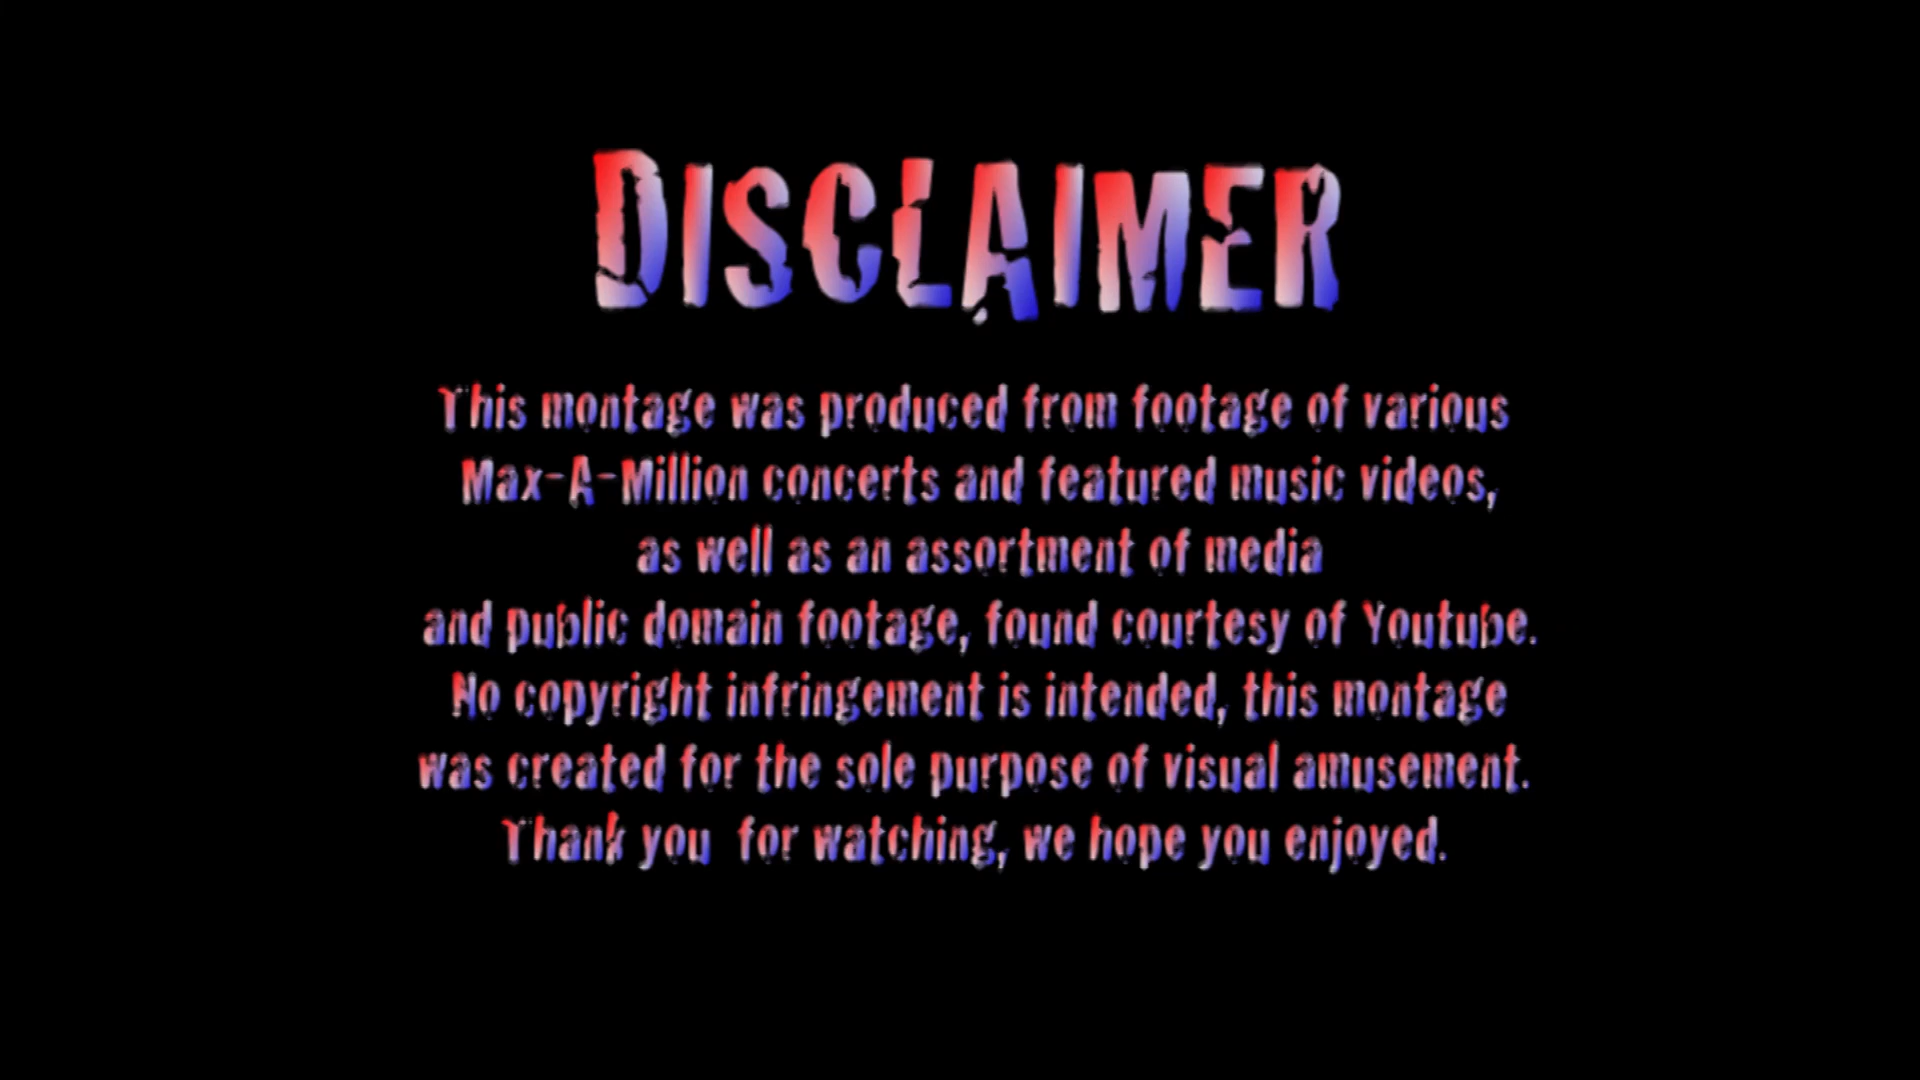 DISCLAIMER
This montage was produced from footage of various
Max-A-Million concerts and featured music videos,
as well as an assortment of media
and public domain footage, found courtesy of Youtube.
No copyright infringement is intended, this montage
was created for the sole purpose of visual amusement.
Thank you  for watching, we hope you enjoyed.